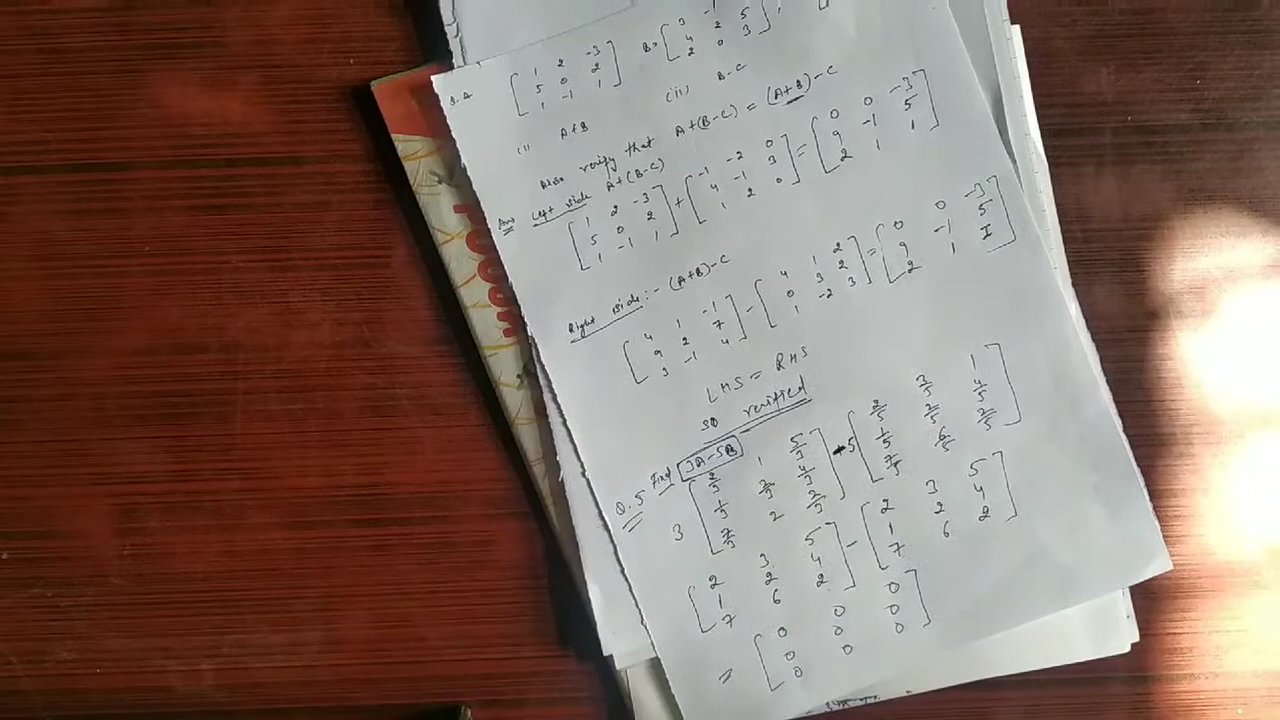 [ 1 2 -3 ] B= [ 3 -1
5 0 2 4 2 5
1 -1 1 2 0 3
(i) A+B (ii) B-C
Also verify that A+(B-C) = (A+B)-C
Ans Left side A+(B-C)
[ 1 2 -3 ] + [ -1 -2 0 ] = [ 0 0 -3 ]
5 0 2 4 -1 3 9 -1 5
1 -1 1 1 2 0 2 1 1
Right side:- (A+B)-C
[ 4 1 -1 ] - [ 4 1 2 ] = [ 0 0 -3 ]
9 2 7 0 3 2 9 -1 5
3 -1 4 1 -2 3 2 1 1
LHS = RHS
so verified
Q.5 Find 3A-5B
3 [ 2/3 1 5/3 ] - 5 [ 2/5 3/5 1 ]
1/3 2/3 4/3 1/5 2/5 4/5
7/3 2 2/3 7/5 6/5 2/5
[ 2 3 5 ] - [ 2 3 5 ]
1 2 4 1 2 4
7 6 2 7 6 2
= [ 0 0 0 ]
0 0 0
0 0 0